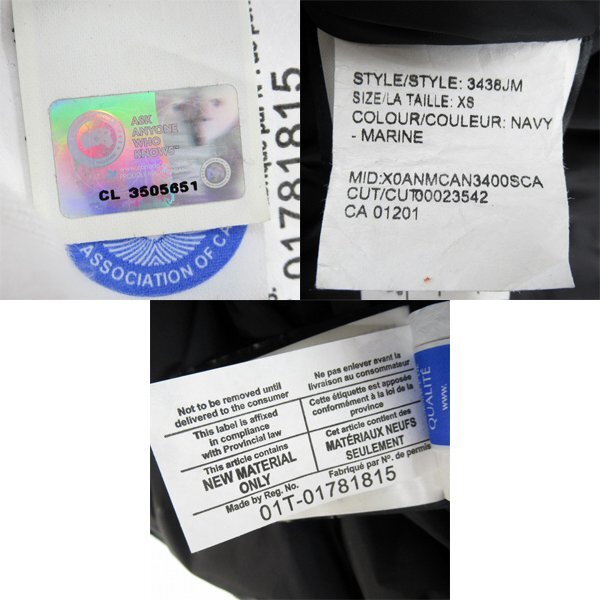 ASK
ANYONE
WHO
KNOWS
CL 3505651
ASSOCIATION OF CA
01781815
STYLE/STYLE: 3438JM
SIZE/LA TAILLE: XS
COLOUR/COULEUR: NAVY
- MARINE
MID:X0ANMCAN3400SCA
CUT/CUT00023542
CA 01201
Not to be removed until
delivered to the consumer
This label is affixed
in compliance
with Provincial law
This article contains
NEW MATERIAL
ONLY
Made by Reg. No.
Ne pas enlever avant la
livraison au consommateur
Cette étiquette est apposée
conformément à la loi de la
province
Cet article contient des
MATÉRIAUX NEUFS
SEULEMENT
Fabriqué par N°. de permis
01T-01781815
QUALITÉ
www.